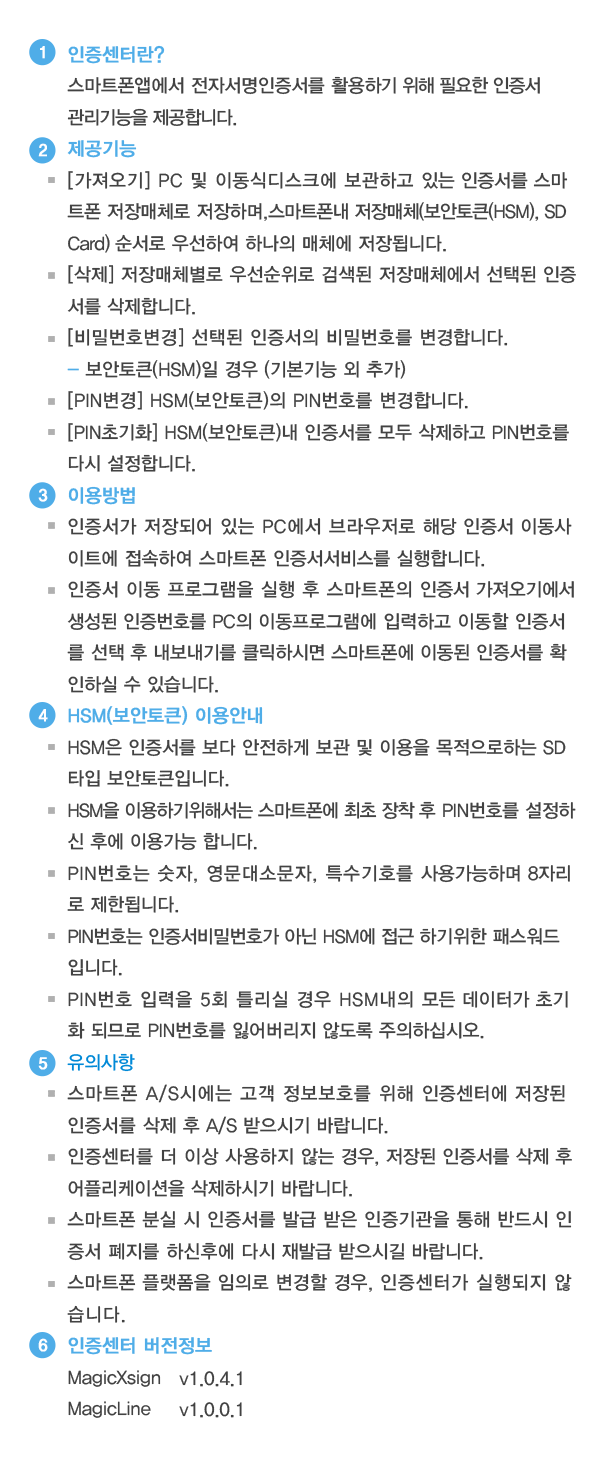 1 인증센터란?
스마트폰앱에서 전자서명인증서를 활용하기 위해 필요한 인증서
관리기능을 제공합니다.
2 제공기능
[가져오기] PC 및 이동식디스크에 보관하고 있는 인증서를 스마
트폰 저장매체로 저장하며,스마트폰내 저장매체(보안토큰(HSM), SD
Card) 순서로 우선하여 하나의 매체에 저장됩니다.
[삭제] 저장매체별로 우선순위로 검색된 저장매체에서 선택된 인증
서를 삭제합니다.
[비밀번호변경] 선택된 인증서의 비밀번호를 변경합니다.
– 보안토큰(HSM)일 경우 (기본기능 외 추가)
[PIN변경] HSM(보안토큰)의 PIN번호를 변경합니다.
[PIN초기화] HSM(보안토큰)내 인증서를 모두 삭제하고 PIN번호를
다시 설정합니다.
3 이용방법
인증서가 저장되어 있는 PC에서 브라우저로 해당 인증서 이동사
이트에 접속하여 스마트폰 인증서서비스를 실행합니다.
인증서 이동 프로그램을 실행 후 스마트폰의 인증서 가져오기에서
생성된 인증번호를 PC의 이동프로그램에 입력하고 이동할 인증서
를 선택 후 내보내기를 클릭하시면 스마트폰에 이동된 인증서를 확
인하실 수 있습니다.
4 HSM(보안토큰) 이용안내
HSM은 인증서를 보다 안전하게 보관 및 이용을 목적으로하는 SD
타입 보안토큰입니다.
HSM을 이용하기위해서는 스마트폰에 최초 장착 후 PIN번호를 설정하
신 후에 이용가능 합니다.
PIN번호는 숫자, 영문대소문자, 특수기호를 사용가능하며 8자리
로 제한됩니다.
PIN번호는 인증서비밀번호가 아닌 HSM에 접근 하기위한 패스워드
입니다.
PIN번호 입력을 5회 틀리실 경우 HSM내의 모든 데이터가 초기
화 되므로 PIN번호를 잃어버리지 않도록 주의하십시오.
5 유의사항
스마트폰 A/S시에는 고객 정보보호를 위해 인증센터에 저장된
인증서를 삭제 후 A/S 받으시기 바랍니다.
인증센터를 더 이상 사용하지 않는 경우, 저장된 인증서를 삭제 후
어플리케이션을 삭제하시기 바랍니다.
스마트폰 분실 시 인증서를 발급 받은 인증기관을 통해 반드시 인
증서 폐지를 하신후에 다시 재발급 받으시길 바랍니다.
스마트폰 플랫폼을 임의로 변경할 경우, 인증센터가 실행되지 않
습니다.
6 인증센터 버전정보
MagicXsign v1.0.4.1
MagicLine v1.0.0.1